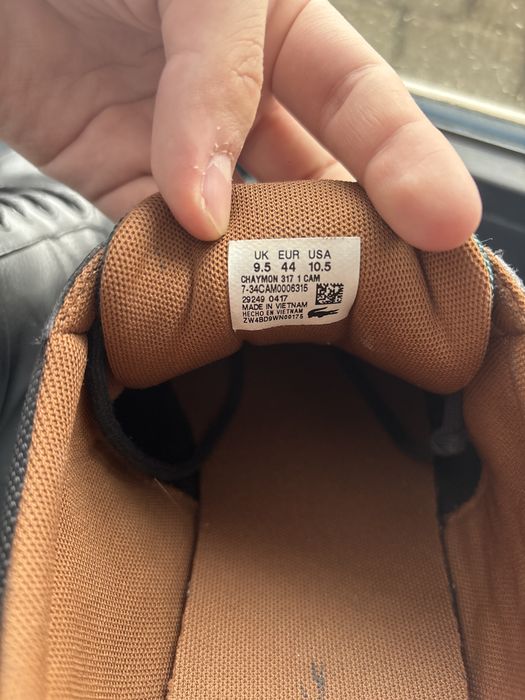 UK EUR USA
9.5 44 10.5
CHAYMON 317 1 CAM
7-34CAM0006315
29249 0417
MADE IN VIETNAM
HECHO EN VIETNAM
ZW4BD9WN00175